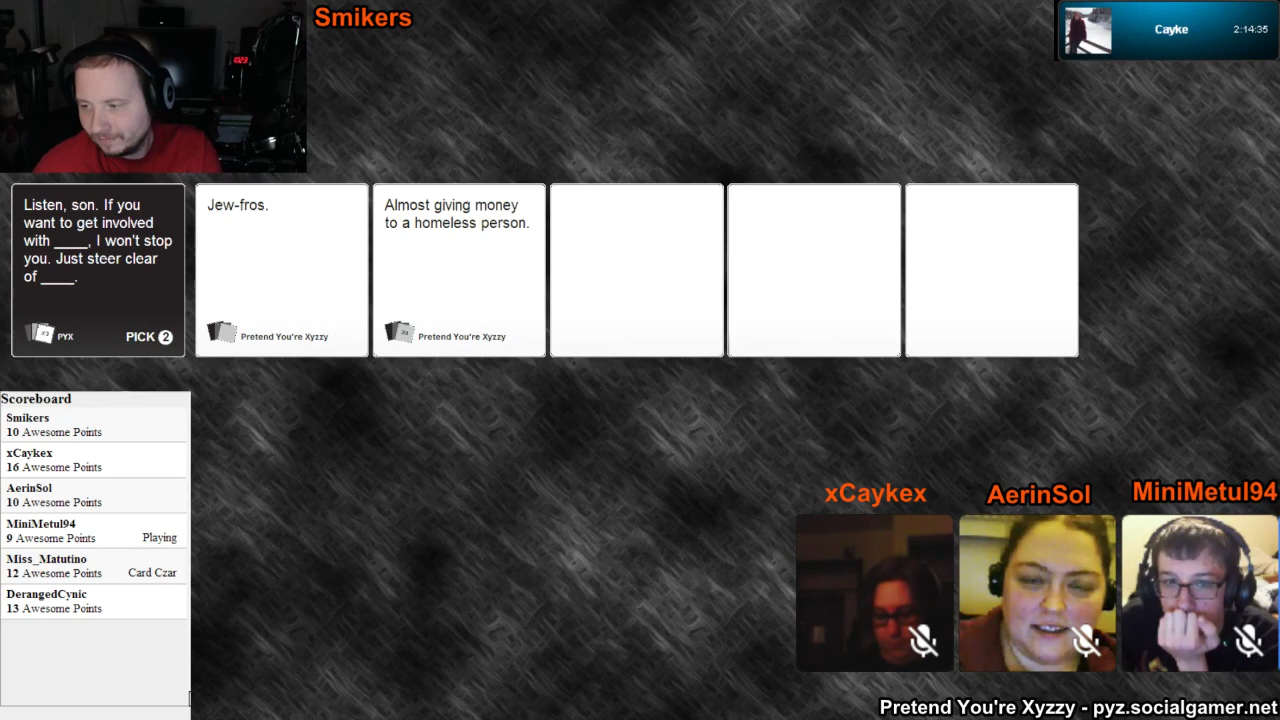 Smikers
Cayke
2:14:35
Listen, son. If you
want to get involved
with ____, I won't stop
you. Just steer clear
of ____.
PYX
PICK 2
Jew-fros.
Pretend You're Xyzzy
Almost giving money
to a homeless person.
Pretend You're Xyzzy
Scoreboard
Smikers
10 Awesome Points
xCaykex
16 Awesome Points
AerinSol
10 Awesome Points
MiniMetul94
9 Awesome Points Playing
Miss_Matutino
12 Awesome Points Card Czar
DerangedCynic
13 Awesome Points
xCaykex
AerinSol
MiniMetul94
Pretend You're Xyzzy - pyz.socialgamer.net